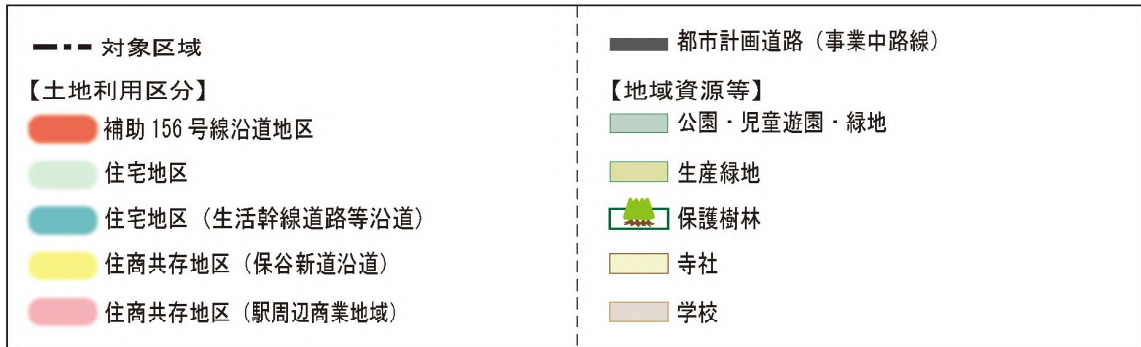 対象区域
【土地利用区分】
補助156号線沿道地区
住宅地区
住宅地区（生活幹線道路等沿道）
住商共存地区（保谷新道沿道）
住商共存地区（駅周辺商業地域）
都市計画道路（事業中路線）
【地域資源等】
公園・児童遊園・緑地
生産緑地
保護樹林
寺社
学校